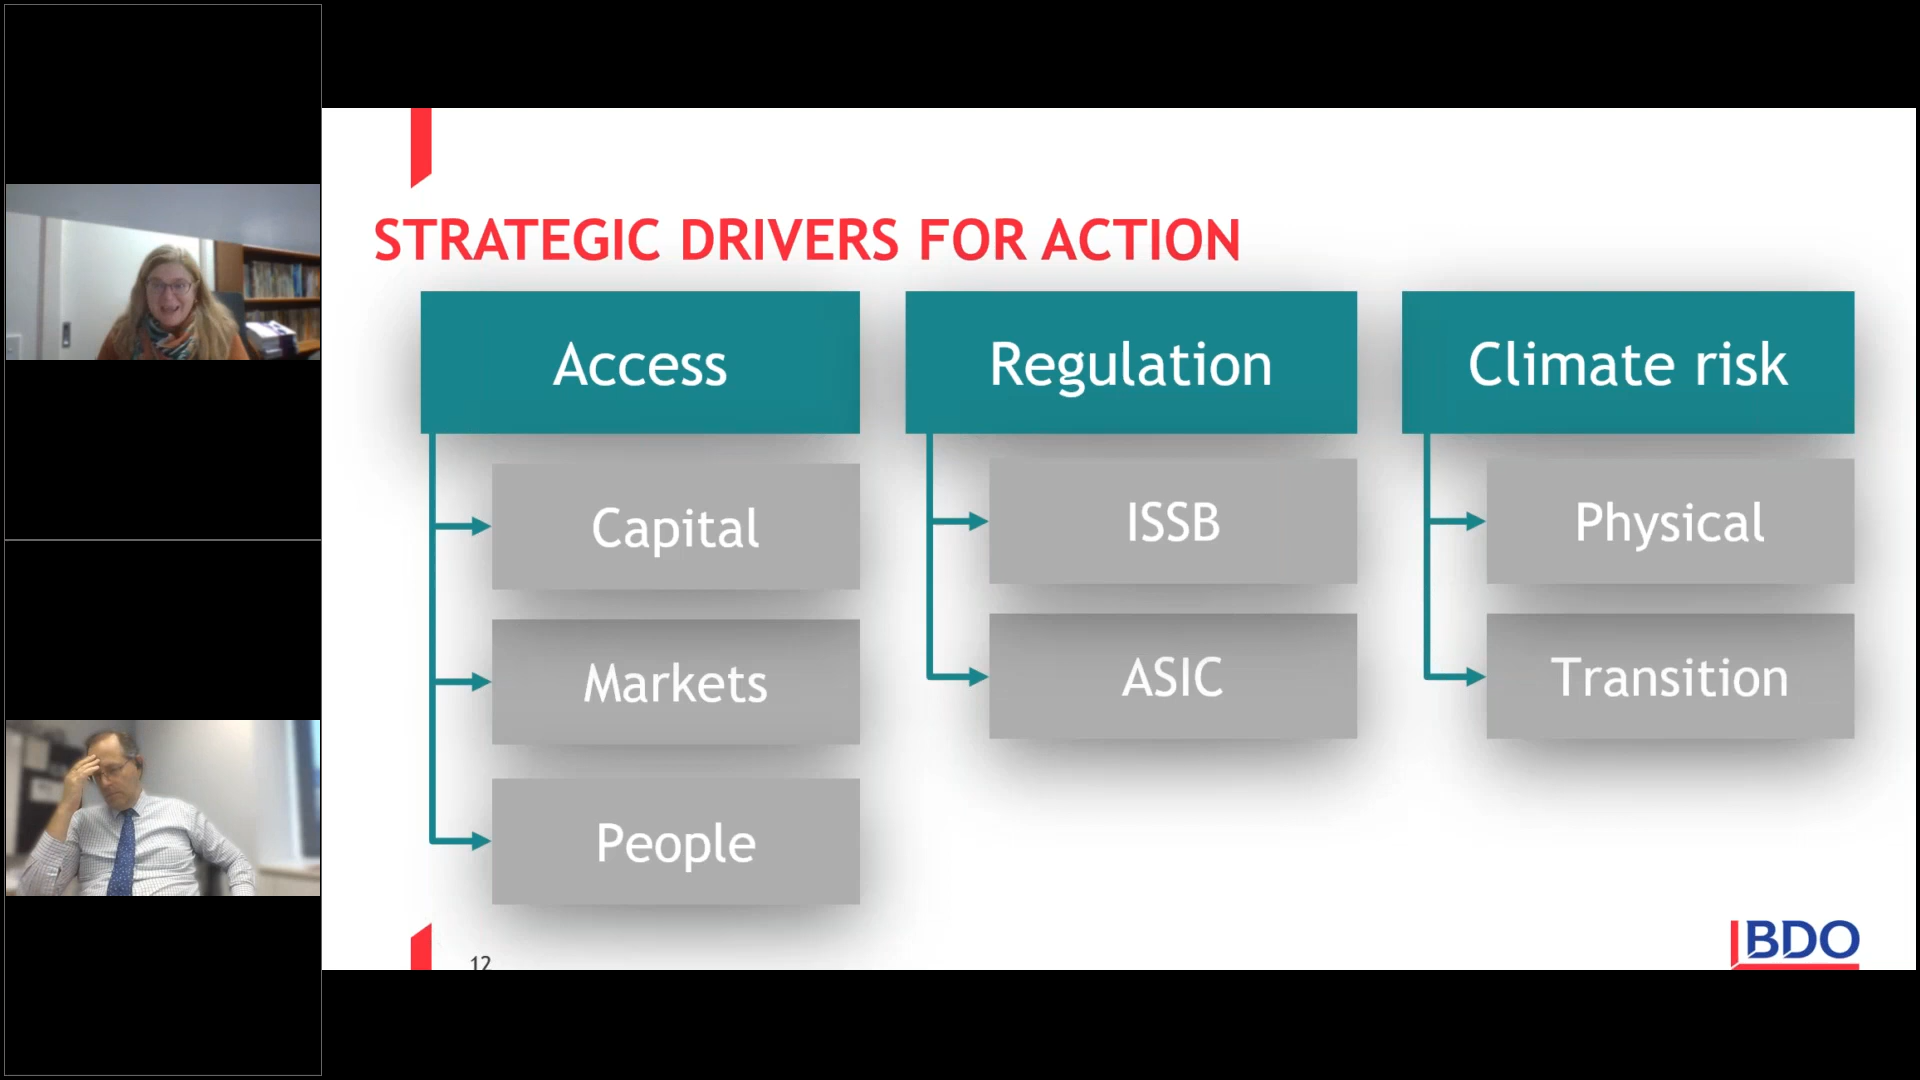 STRATEGIC DRIVERS FOR ACTION
Access
Capital
Markets
People
Regulation
ISSB
ASIC
Climate risk
Physical
Transition
12
BDO